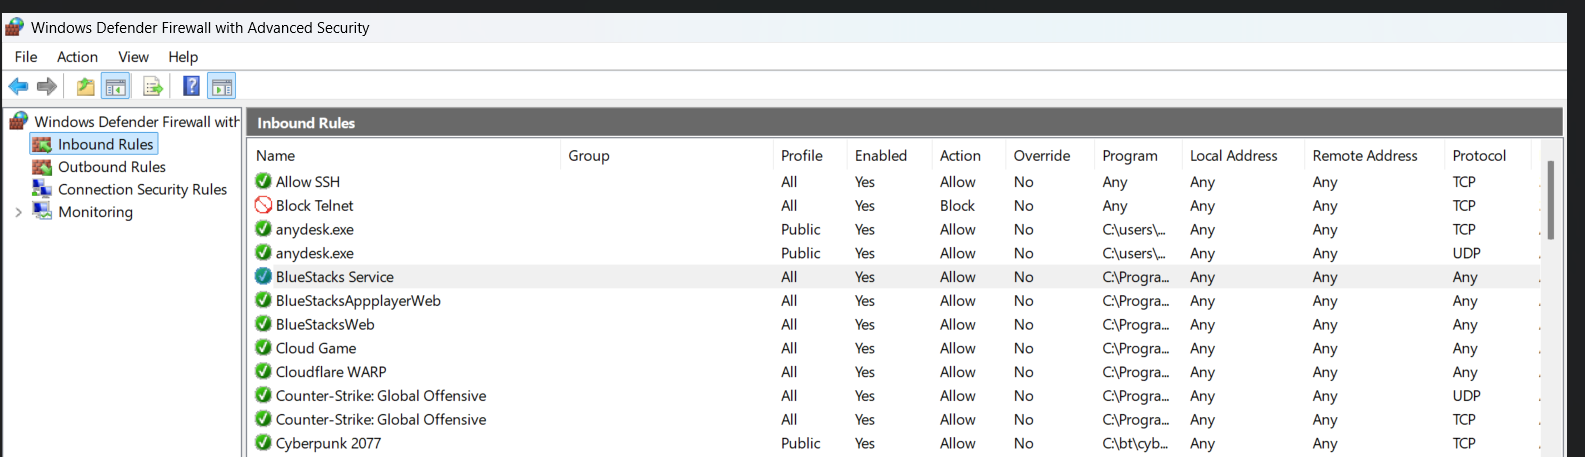 Windows Defender Firewall with Advanced Security
File Action View Help
Windows Defender Firewall with
Inbound Rules
Outbound Rules
Connection Security Rules
Monitoring
Inbound Rules
Name Group Profile Enabled Action Override Program Local Address Remote Address Protocol
Allow SSH All Yes Allow No Any Any Any TCP
Block Telnet All Yes Block No Any Any Any TCP
anydesk.exe Public Yes Allow No C:\users\... Any Any TCP
anydesk.exe Public Yes Allow No C:\users\... Any Any UDP
BlueStacks Service All Yes Allow No C:\Progra... Any Any Any
BlueStacksAppplayerWeb All Yes Allow No C:\Progra... Any Any Any
BlueStacksWeb All Yes Allow No C:\Progra... Any Any Any
Cloud Game All Yes Allow No C:\Progra... Any Any Any
Cloudflare WARP All Yes Allow No C:\Progra... Any Any Any
Counter-Strike: Global Offensive All Yes Allow No C:\Progra... Any Any UDP
Counter-Strike: Global Offensive All Yes Allow No C:\Progra... Any Any TCP
Cyberpunk 2077 Public Yes Allow No C:\bt\cyb... Any Any TCP